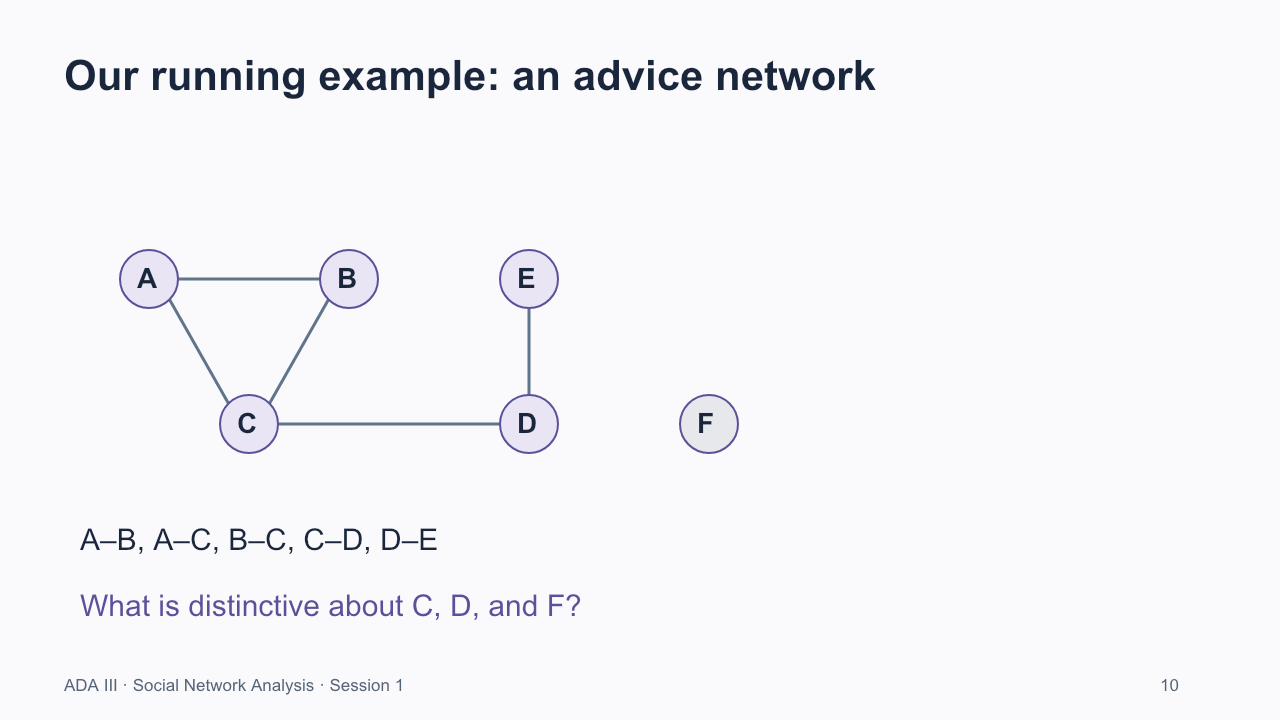 Our running example: an advice network
A
B
E
C
D
F
A–B, A–C, B–C, C–D, D–E
What is distinctive about C, D, and F?
ADA III · Social Network Analysis · Session 1
10